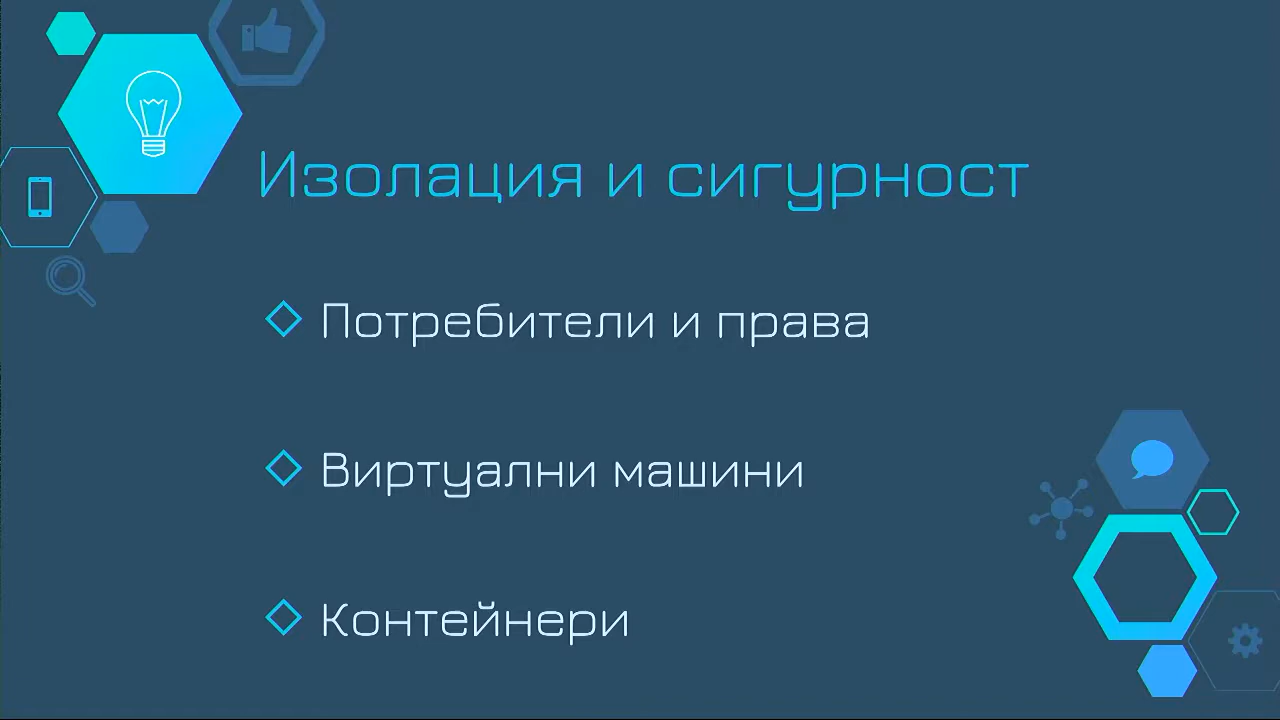 Изолация и сигурност
Потребители и права
Виртуални машини
Контейнери